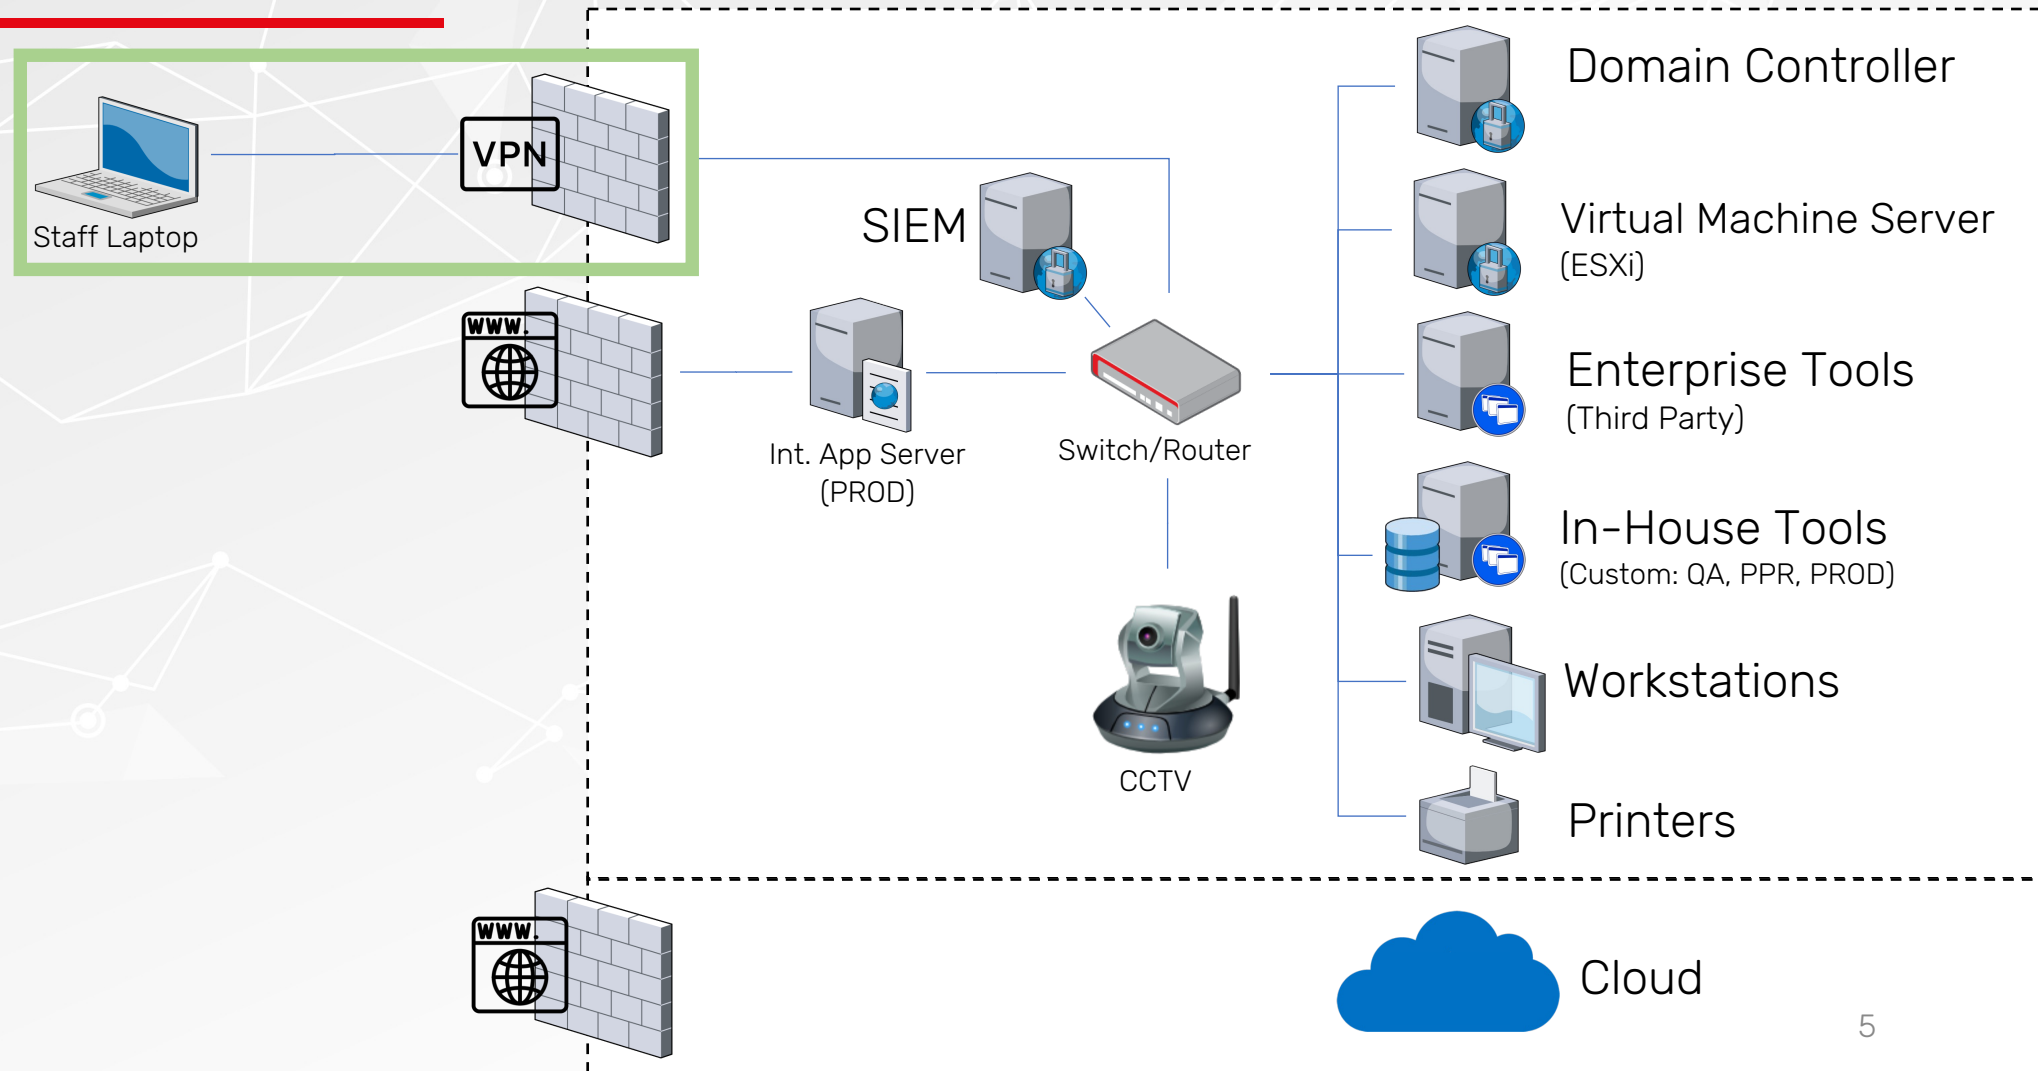 Domain Controller
VPN
Staff Laptop
SIEM
Virtual Machine Server
(ESXi)
WWW.
Int. App Server
(PROD)
Switch/Router
Enterprise Tools
(Third Party)
In-House Tools
(Custom: QA, PPR, PROD)
CCTV
Workstations
Printers
WWW.
Cloud
5